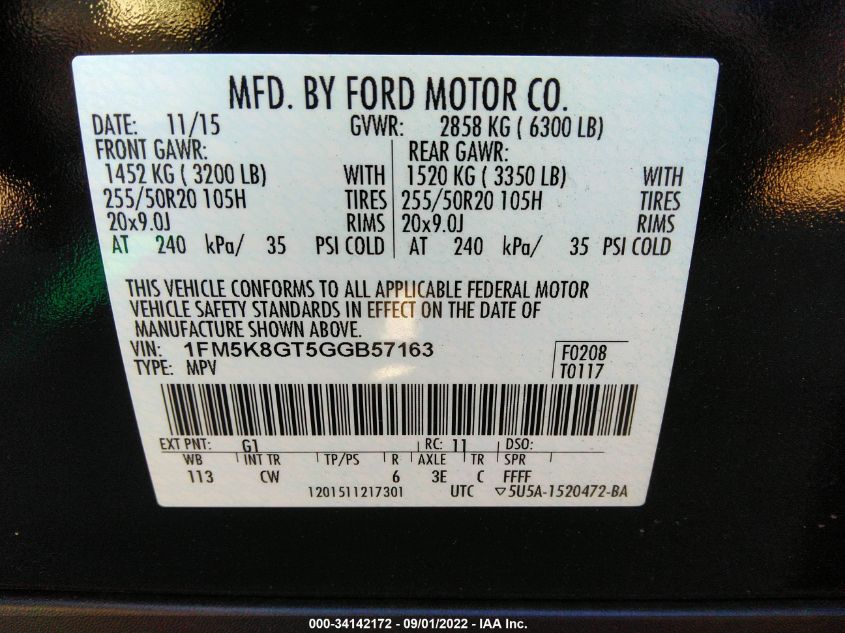 MFD. BY FORD MOTOR CO.
DATE: 11/15 GVWR: 2858 KG ( 6300 LB)
FRONT GAWR: REAR GAWR:
1452 KG ( 3200 LB) WITH 1520 KG ( 3350 LB) WITH
255/50R20 105H TIRES 255/50R20 105H TIRES
20x9.0J RIMS 20x9.0J RIMS
AT 240 kPa/ 35 PSI COLD AT 240 kPa/ 35 PSI COLD
THIS VEHICLE CONFORMS TO ALL APPLICABLE FEDERAL MOTOR
VEHICLE SAFETY STANDARDS IN EFFECT ON THE DATE OF
MANUFACTURE SHOWN ABOVE.
VIN: 1FM5K8GT5GGB57163 F0208
TYPE: MPV T0117
EXT PNT: G1 RC: 11 DSO:
WB INT TR TP/PS R AXLE TR SPR
113 CW 6 3E C FFFF
1201511217301 UTC ▽5U5A-1520472-BA
000-34142172 - 09/01/2022 - IAA Inc.